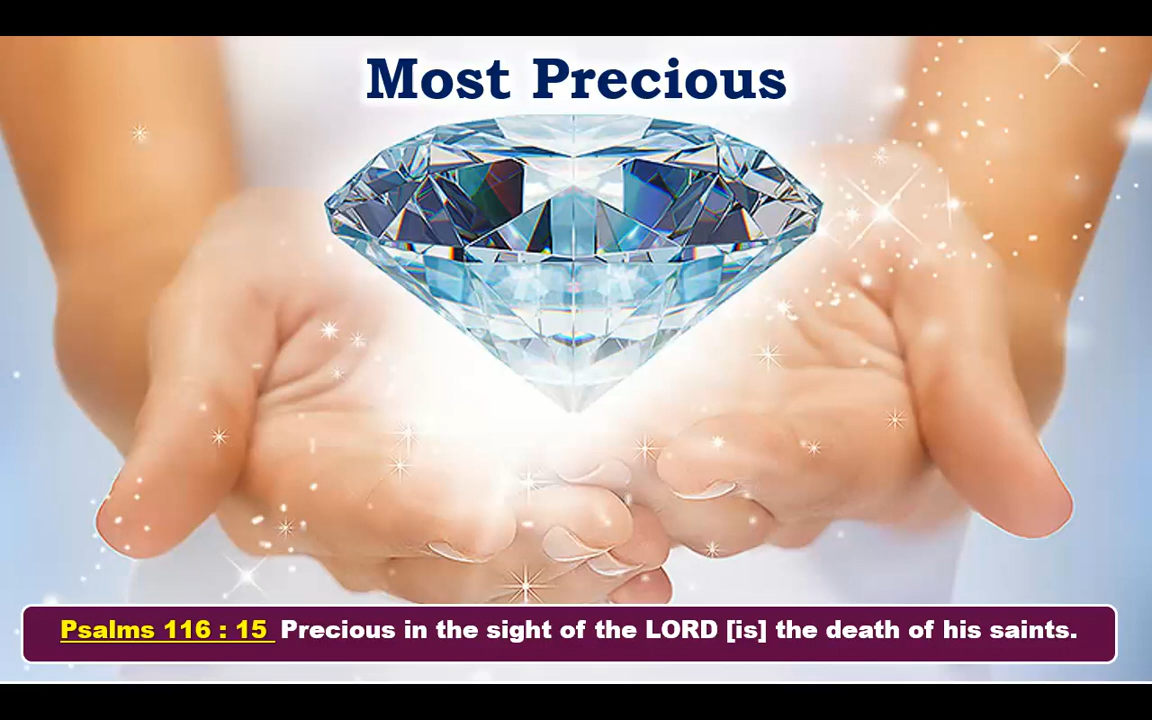 Most Precious
Psalms 116 : 15 Precious in the sight of the LORD [is] the death of his saints.